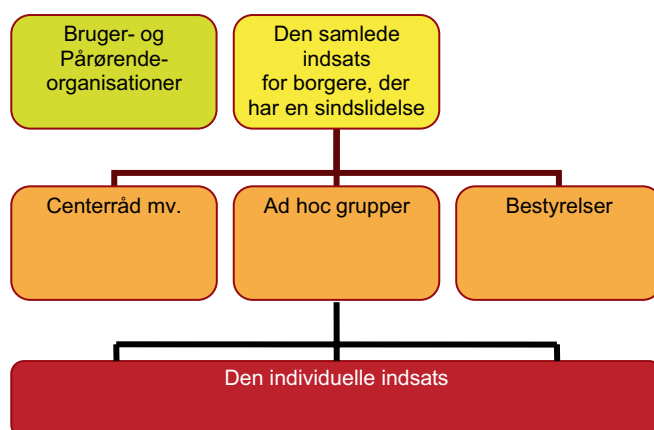 Bruger- og
Pårørende-
organisationer
Den samlede
indsats
for borgere, der
har en sindslidelse
Centerråd mv.
Ad hoc grupper
Bestyrelser
Den individuelle indsats